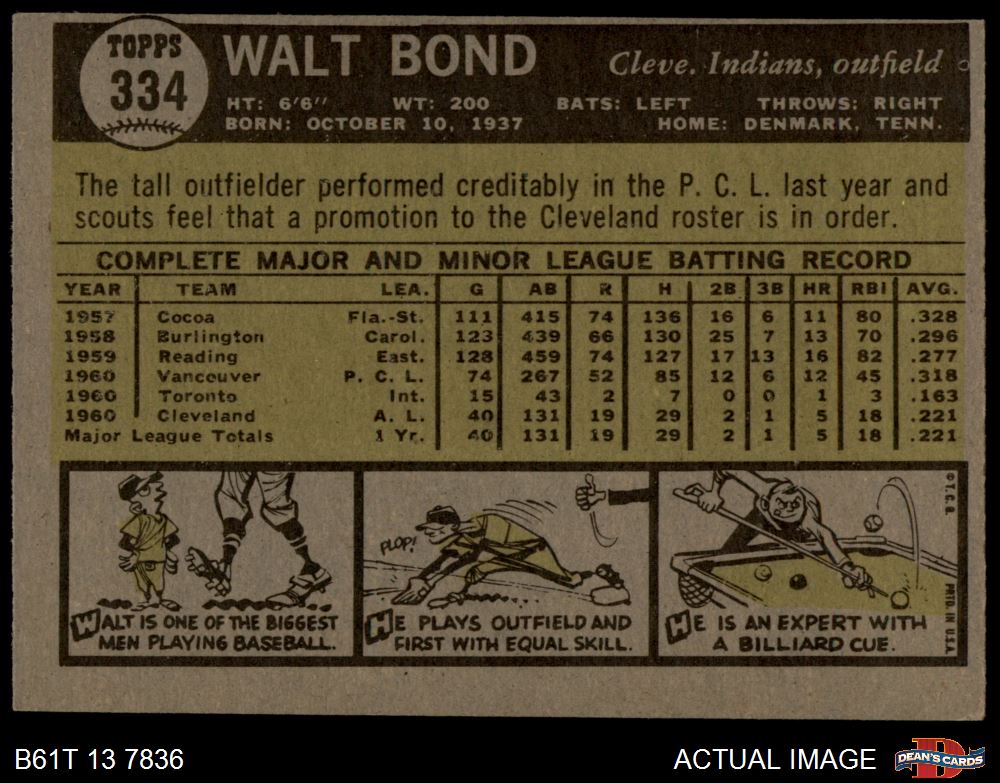 TOPPS
334
WALT BOND
Cleve. Indians, outfield
HT: 6'6" WT: 200 BATS: LEFT THROWS: RIGHT
BORN: OCTOBER 10, 1937 HOME: DENMARK, TENN.
The tall outfielder performed creditably in the P. C. L. last year and
scouts feel that a promotion to the Cleveland roster is in order.
COMPLETE MAJOR AND MINOR LEAGUE BATTING RECORD
YEAR TEAM LEA. G AB R H 2B 3B HR RBI AVG.
1957 Cocoa Fla.-St. 111 415 74 136 16 6 11 80 .328
1958 Burlington Carol. 123 439 66 130 25 7 13 70 .296
1959 Reading East. 128 459 74 127 17 13 16 82 .277
1960 Vancouver P. C. L. 74 267 52 85 12 6 12 45 .318
1960 Toronto Int. 15 43 2 7 0 0 1 3 .163
1960 Cleveland A. L. 40 131 19 29 2 1 5 18 .221
Major League Totals 1 Yr. 40 131 19 29 2 1 5 18 .221
WALT IS ONE OF THE BIGGEST
MEN PLAYING BASEBALL.
PLOP!
HE PLAYS OUTFIELD AND
FIRST WITH EQUAL SKILL.
HE IS AN EXPERT WITH
A BILLIARD CUE.
© T. C. G.
PRTD. IN U.S.A.
B61T 13 7836
ACTUAL IMAGE
D
DEAN'S CARDS